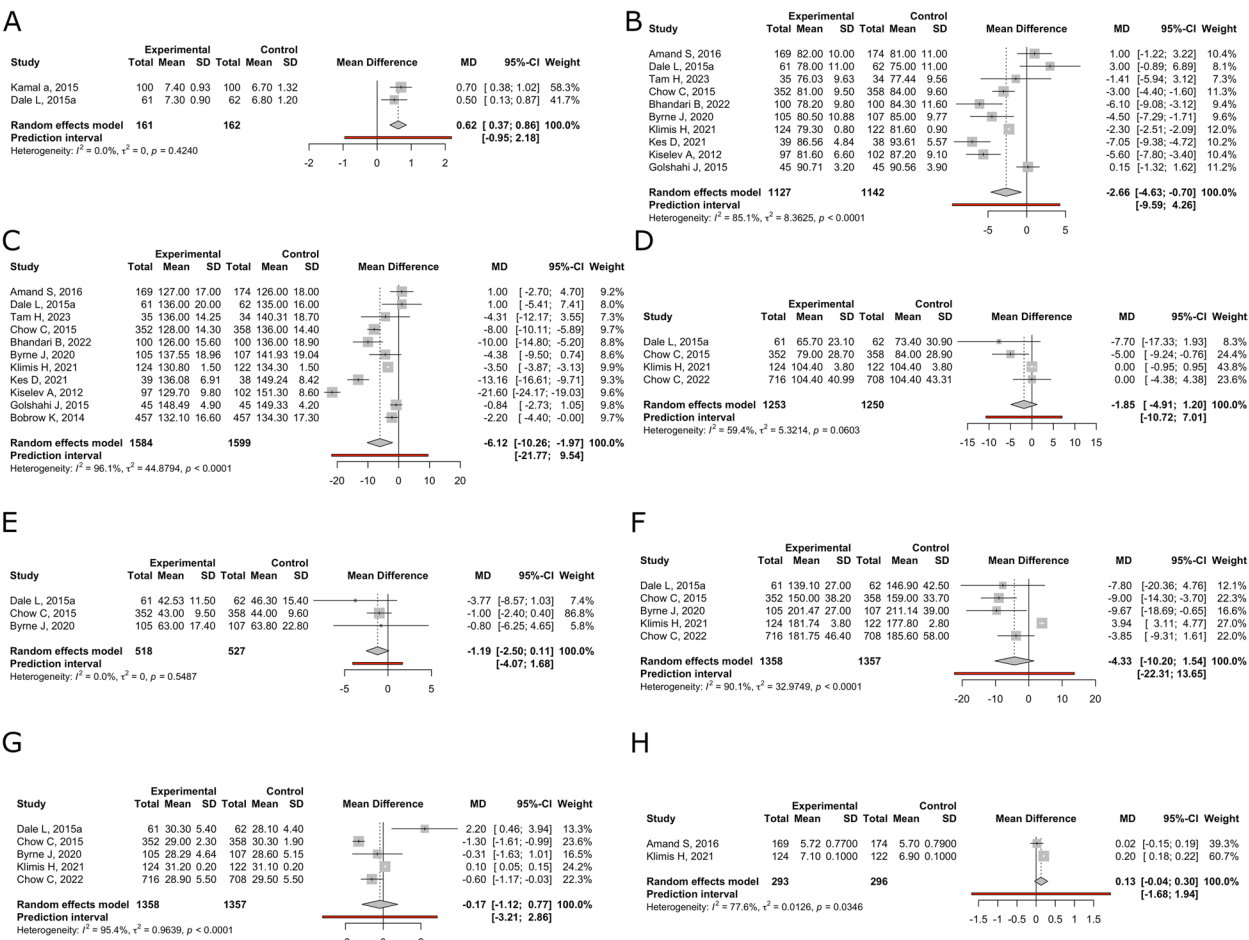 A
Experimental Control
Study Total Mean SD Total Mean SD Mean Difference MD 95%-CI Weight
Kamal a, 2015 100 7.40 0.93 100 6.70 1.32 0.70 [ 0.38; 1.02] 58.3%
Dale L, 2015a 61 7.30 0.90 62 6.80 1.20 0.50 [ 0.13; 0.87] 41.7%
Random effects model 161 162 0.62 [ 0.37; 0.86] 100.0%
Prediction interval [-0.95; 2.18]
Heterogeneity: I² = 0.0%, τ² = 0, p = 0.4240
-2 -1 0 1 2
B
Experimental Control
Study Total Mean SD Total Mean SD Mean Difference MD 95%-CI Weight
Amand S, 2016 169 82.00 10.00 174 81.00 11.00 1.00 [-1.22; 3.22] 10.4%
Dale L, 2015a 61 78.00 11.00 62 75.00 11.00 3.00 [-0.89; 6.89] 8.1%
Tam H, 2023 35 76.03 9.63 34 77.44 9.56 -1.41 [-5.94; 3.12] 7.3%
Chow C, 2015 352 81.00 9.50 358 84.00 9.60 -3.00 [-4.40; -1.60] 11.3%
Bhandari B, 2022 100 78.20 9.80 100 84.30 11.60 -6.10 [-9.08; -3.12] 9.4%
Byrne J, 2020 105 80.50 10.88 107 85.00 9.77 -4.50 [-7.29; -1.71] 9.7%
Klimis H, 2021 124 79.30 0.80 122 81.60 0.90 -2.30 [-2.51; -2.09] 12.0%
Kes D, 2021 39 86.56 4.84 38 93.61 5.57 -7.05 [-9.38; -4.72] 10.3%
Kiselev A, 2012 97 81.60 6.60 102 87.20 9.10 -5.60 [-7.80; -3.40] 10.4%
Golshahi J, 2015 45 90.71 3.20 45 90.56 3.90 0.15 [-1.32; 1.62] 11.2%
Random effects model 1127 1142 -2.66 [-4.63; -0.70] 100.0%
Prediction interval [-9.59; 4.26]
Heterogeneity: I² = 85.1%, τ² = 8.3625, p < 0.0001
-5 0 5
C
Experimental Control
Study Total Mean SD Total Mean SD Mean Difference MD 95%-CI Weight
Amand S, 2016 169 127.00 17.00 174 126.00 18.00 1.00 [-2.70; 4.70] 9.2%
Dale L, 2015a 61 136.00 20.00 62 135.00 16.00 1.00 [-5.41; 7.41] 8.0%
Tam H, 2023 35 136.00 14.25 34 140.31 18.70 -4.31 [-12.17; 3.55] 7.3%
Chow C, 2015 352 128.00 14.30 358 136.00 14.40 -8.00 [-10.11; -5.89] 9.7%
Bhandari B, 2022 100 126.00 15.60 100 136.00 18.90 -10.00 [-14.80; -5.20] 8.8%
Byrne J, 2020 105 137.55 18.96 107 141.93 19.04 -4.38 [-9.50; 0.74] 8.6%
Klimis H, 2021 124 130.80 1.50 122 134.30 1.50 -3.50 [-3.87; -3.13] 9.9%
Kes D, 2021 39 136.08 6.91 38 149.24 8.42 -13.16 [-16.61; -9.71] 9.3%
Kiselev A, 2012 97 129.70 9.80 102 151.30 8.60 -21.60 [-24.17; -19.03] 9.6%
Golshahi J, 2015 45 148.49 4.90 45 149.33 4.20 -0.84 [-2.73; 1.05] 9.8%
Bobrow K, 2014 457 132.10 16.60 457 134.30 17.30 -2.20 [-4.40; -0.00] 9.7%
Random effects model 1584 1599 -6.12 [-10.26; -1.97] 100.0%
Prediction interval [-21.77; 9.54]
Heterogeneity: I² = 96.1%, τ² = 44.8794, p < 0.0001
-20 -10 0 10 20
D
Experimental Control
Study Total Mean SD Total Mean SD Mean Difference MD 95%-CI Weight
Dale L, 2015a 61 65.70 23.10 62 73.40 30.90 -7.70 [-17.33; 1.93] 8.3%
Chow C, 2015 352 79.00 28.70 358 84.00 28.90 -5.00 [-9.24; -0.76] 24.4%
Klimis H, 2021 124 104.40 3.80 122 104.40 3.80 0.00 [-0.95; 0.95] 43.8%
Chow C, 2022 716 104.40 40.99 708 104.40 43.31 0.00 [-4.38; 4.38] 23.6%
Random effects model 1253 1250 -1.85 [-4.91; 1.20] 100.0%
Prediction interval [-10.72; 7.01]
Heterogeneity: I² = 59.4%, τ² = 5.3214, p = 0.0603
-15 -10 -5 0 5 10 15
E
Experimental Control
Study Total Mean SD Total Mean SD Mean Difference MD 95%-CI Weight
Dale L, 2015a 61 42.53 11.50 62 46.30 15.40 -3.77 [-8.57; 1.03] 7.4%
Chow C, 2015 352 43.00 9.50 358 44.00 9.60 -1.00 [-2.40; 0.40] 86.8%
Byrne J, 2020 105 63.00 17.40 107 63.80 22.80 -0.80 [-6.25; 4.65] 5.8%
Random effects model 518 527 -1.19 [-2.50; 0.11] 100.0%
Prediction interval [-4.07; 1.68]
Heterogeneity: I² = 0.0%, τ² = 0, p = 0.5487
-5 0 5
F
Experimental Control
Study Total Mean SD Total Mean SD Mean Difference MD 95%-CI Weight
Dale L, 2015a 61 139.10 27.00 62 146.90 42.50 -7.80 [-20.36; 4.76] 12.1%
Chow C, 2015 352 150.00 38.20 358 159.00 33.70 -9.00 [-14.30; -3.70] 22.3%
Byrne J, 2020 105 201.47 27.00 107 211.14 39.00 -9.67 [-18.69; -0.65] 16.6%
Klimis H, 2021 124 181.74 3.80 122 177.80 2.80 3.94 [ 3.11; 4.77] 27.0%
Chow C, 2022 716 181.75 46.40 708 185.60 58.00 -3.85 [-9.31; 1.61] 22.0%
Random effects model 1358 1357 -4.33 [-10.20; 1.54] 100.0%
Prediction interval [-22.31; 13.65]
Heterogeneity: I² = 90.1%, τ² = 32.9749, p < 0.0001
-20 -10 0 10 20
G
Experimental Control
Study Total Mean SD Total Mean SD Mean Difference MD 95%-CI Weight
Dale L, 2015a 61 30.30 5.40 62 28.10 4.40 2.20 [ 0.46; 3.94] 13.3%
Chow C, 2015 352 29.00 2.30 358 30.30 1.90 -1.30 [-1.61; -0.99] 23.6%
Byrne J, 2020 105 28.29 4.64 107 28.60 5.15 -0.31 [-1.63; 1.01] 16.5%
Klimis H, 2021 124 31.20 0.20 122 31.10 0.20 0.10 [ 0.05; 0.15] 24.2%
Chow C, 2022 716 28.90 5.50 708 29.50 5.50 -0.60 [-1.17; -0.03] 22.3%
Random effects model 1358 1357 -0.17 [-1.12; 0.77] 100.0%
Prediction interval [-3.21; 2.86]
Heterogeneity: I² = 95.4%, τ² = 0.9639, p < 0.0001
H
Experimental Control
Study Total Mean SD Total Mean SD Mean Difference MD 95%-CI Weight
Amand S, 2016 169 5.72 0.7700 174 5.70 0.7900 0.02 [-0.15; 0.19] 39.3%
Klimis H, 2021 124 7.10 0.1000 122 6.90 0.1000 0.20 [ 0.18; 0.22] 60.7%
Random effects model 293 296 0.13 [-0.04; 0.30] 100.0%
Prediction interval [-1.68; 1.94]
Heterogeneity: I² = 77.6%, τ² = 0.0126, p = 0.0346
-1.5 -1 -0.5 0 0.5 1 1.5